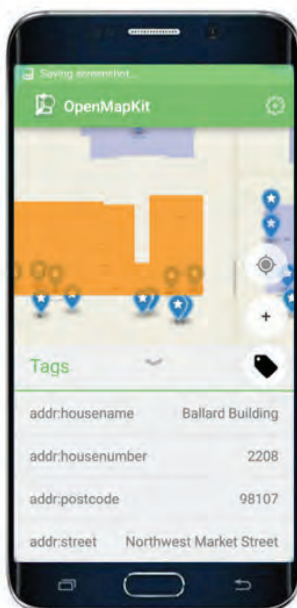 Saving screenshot...
OpenMapKit
Tags
addr:housename Ballard Building
addr:housenumber 2208
addr:postcode 98107
addr:street Northwest Market Street